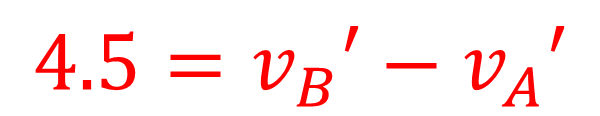 4.5 = v_B′ − v_A′